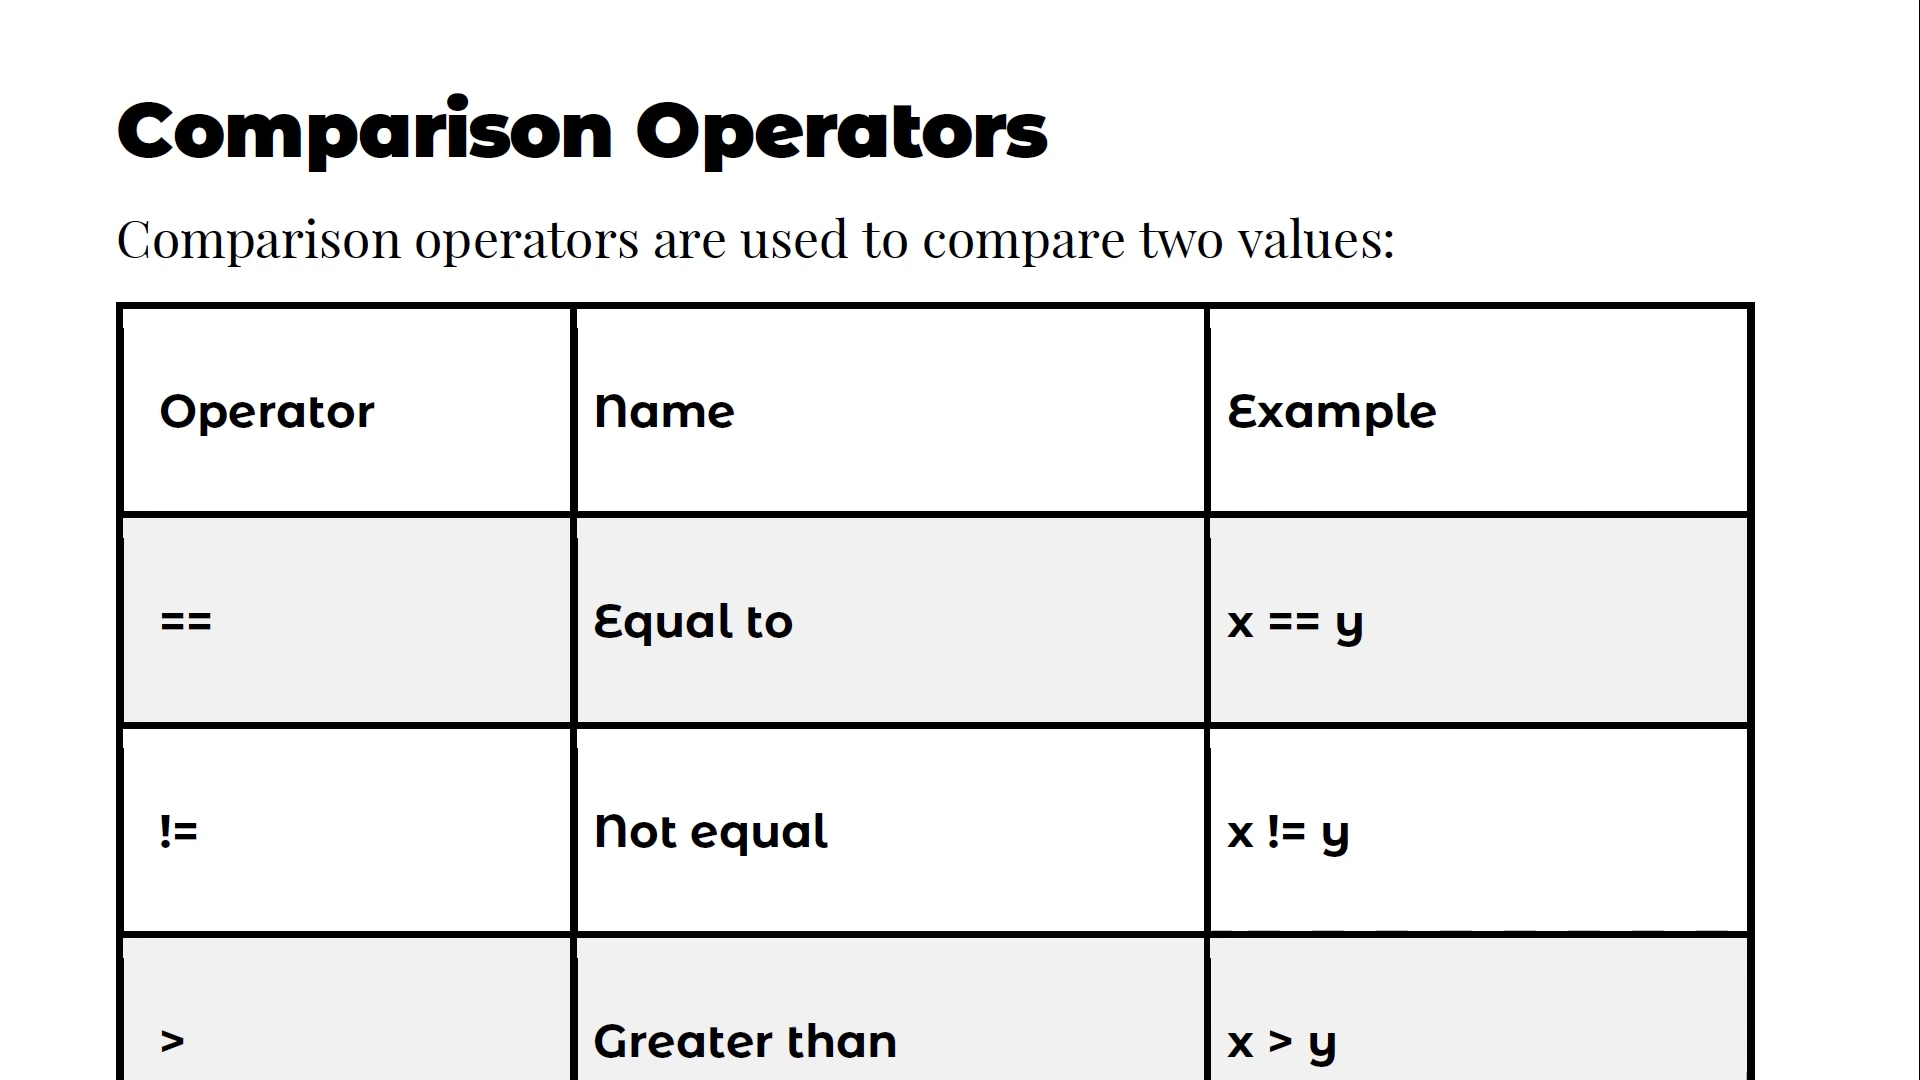 Comparison Operators
Comparison operators are used to compare two values:
Operator Name Example
== Equal to x == y
!= Not equal x != y
> Greater than x > y